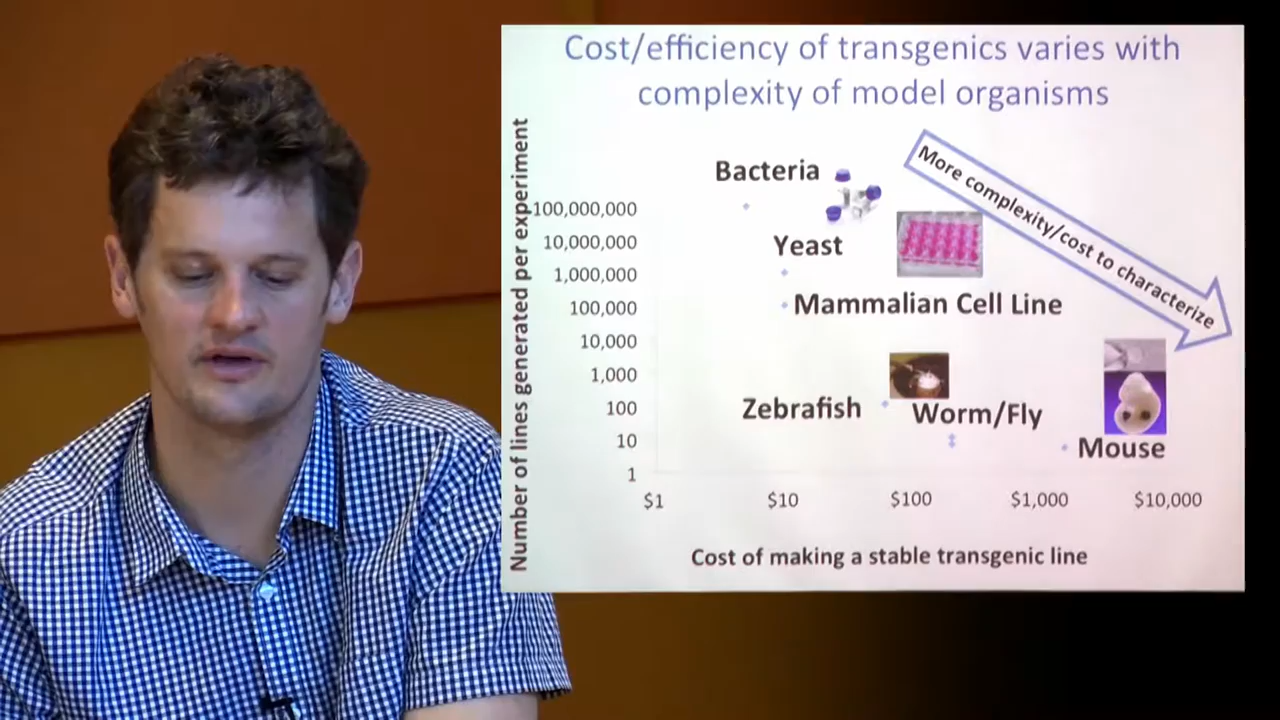 Cost/efficiency of transgenics varies with
complexity of model organisms
Number of lines generated per experiment
More complexity/cost to characterize
Bacteria
100,000,000
Yeast
10,000,000
1,000,000
Mammalian Cell Line
100,000
10,000
1,000
Zebrafish
100
Worm/Fly
10
Mouse
1
$1
$10
$100
$1,000
$10,000
Cost of making a stable transgenic line